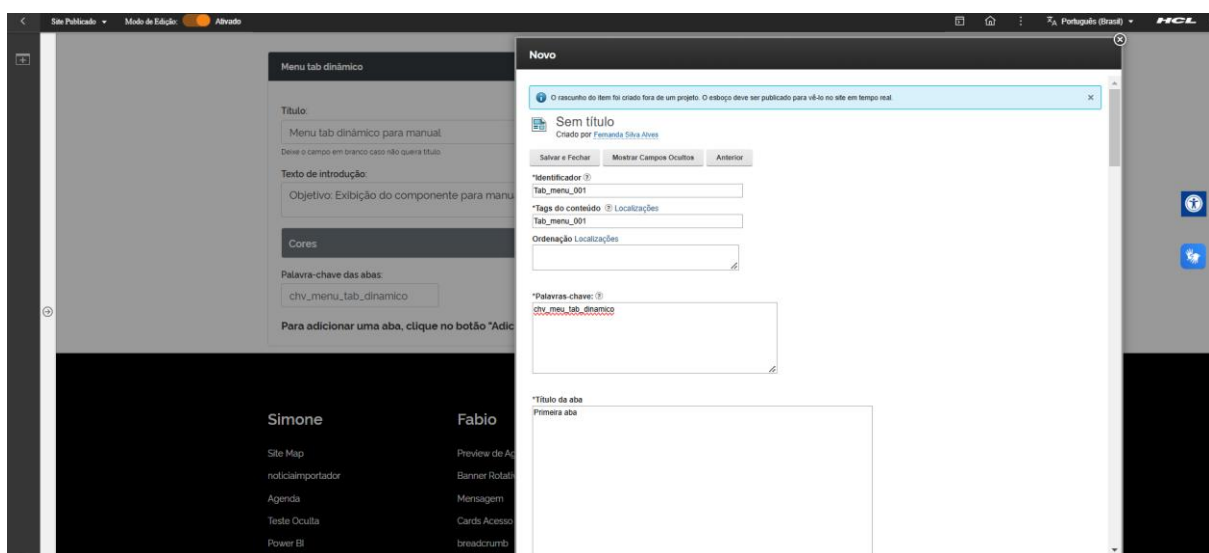 Site Publicado Modo de Edição: Ativado Português (Brasil) HCL
Menu tab dinâmico
Título:
Menu tab dinâmico para manual
Deixe o campo em branco caso não queira título.
Texto de introdução:
Objetivo: Exibição do componente para manu
Cores
Palavra-chave das abas:
chv_menu_tab_dinamico
Para adicionar uma aba, clique no botão "Adic
Novo
O rascunho do item foi criado fora de um projeto. O esboço deve ser publicado para vê-lo no site em tempo real.
Sem título
Criado por Fernanda Silva Alves
Salvar e Fechar Mostrar Campos Ocultos Anterior
*Identificador
Tab_menu_001
*Tags do conteúdo Localizações
Tab_menu_001
Ordenação Localizações
*Palavras-chave:
chv_meu_tab_dinamico
*Título da aba
Primeira aba
Simone
Site Map
noticiaimportador
Agenda
Teste Oculta
Power BI
Fabio
Preview de Ag
Banner Rotati
Mensagem
Cards Acesso
breadcrumb